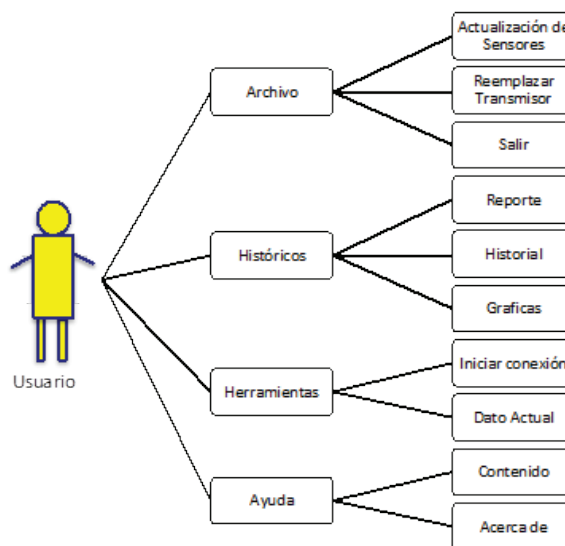 Actualización de
Sensores
Archivo
Reemplazar
Transmisor
Salir
Reporte
Históricos
Historial
Graficas
Iniciar conexión
Herramientas
Dato Actual
Contenido
Ayuda
Acerca de
Usuario